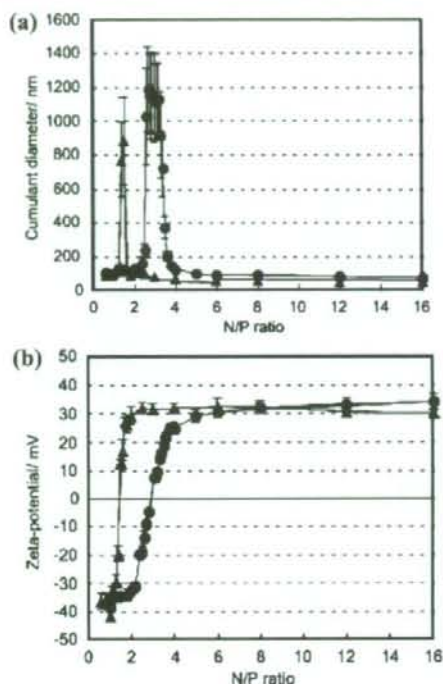 (a)
1600
1400
1200
1000
800
600
400
200
0
Cumulant diameter/ nm
0 2 4 6 8 10 12 14 16
N/P ratio
(b)
50
40
30
20
10
0
-10
-20
-30
-40
-50
Zeta-potential/ mV
0 2 4 6 8 10 12 14 16
N/P ratio